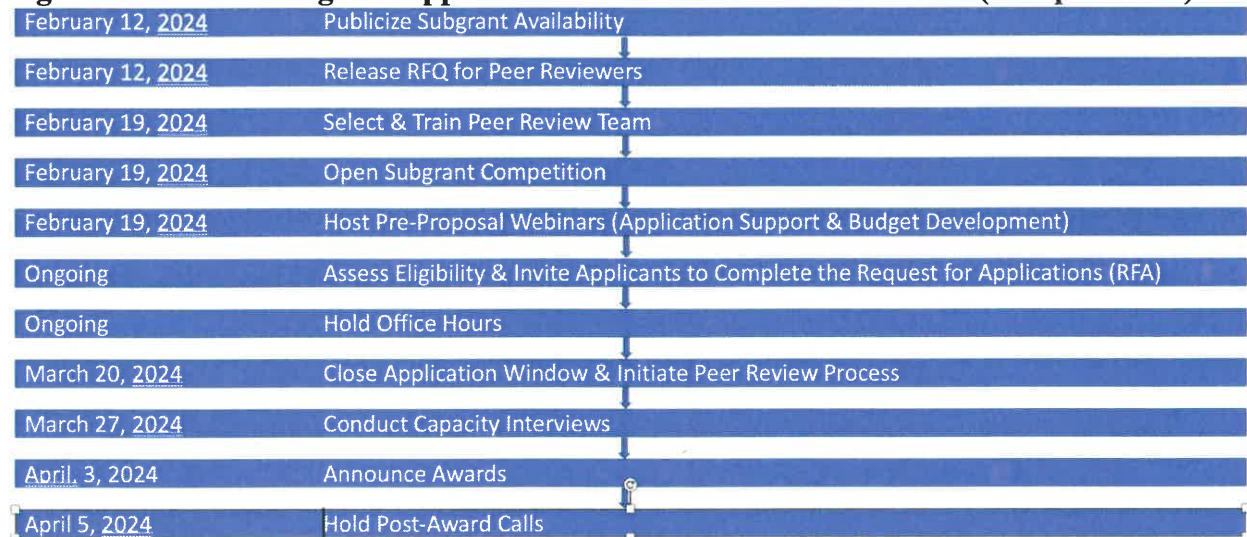 February 12, 2024 Publicize Subgrant Availability
February 12, 2024 Release RFQ for Peer Reviewers
February 19, 2024 Select & Train Peer Review Team
February 19, 2024 Open Subgrant Competition
February 19, 2024 Host Pre-Proposal Webinars (Application Support & Budget Development)
Ongoing Assess Eligibility & Invite Applicants to Complete the Request for Applications (RFA)
Ongoing Hold Office Hours
March 20, 2024 Close Application Window & Initiate Peer Review Process
March 27, 2024 Conduct Capacity Interviews
April. 3, 2024 Announce Awards
April 5, 2024 Hold Post-Award Calls